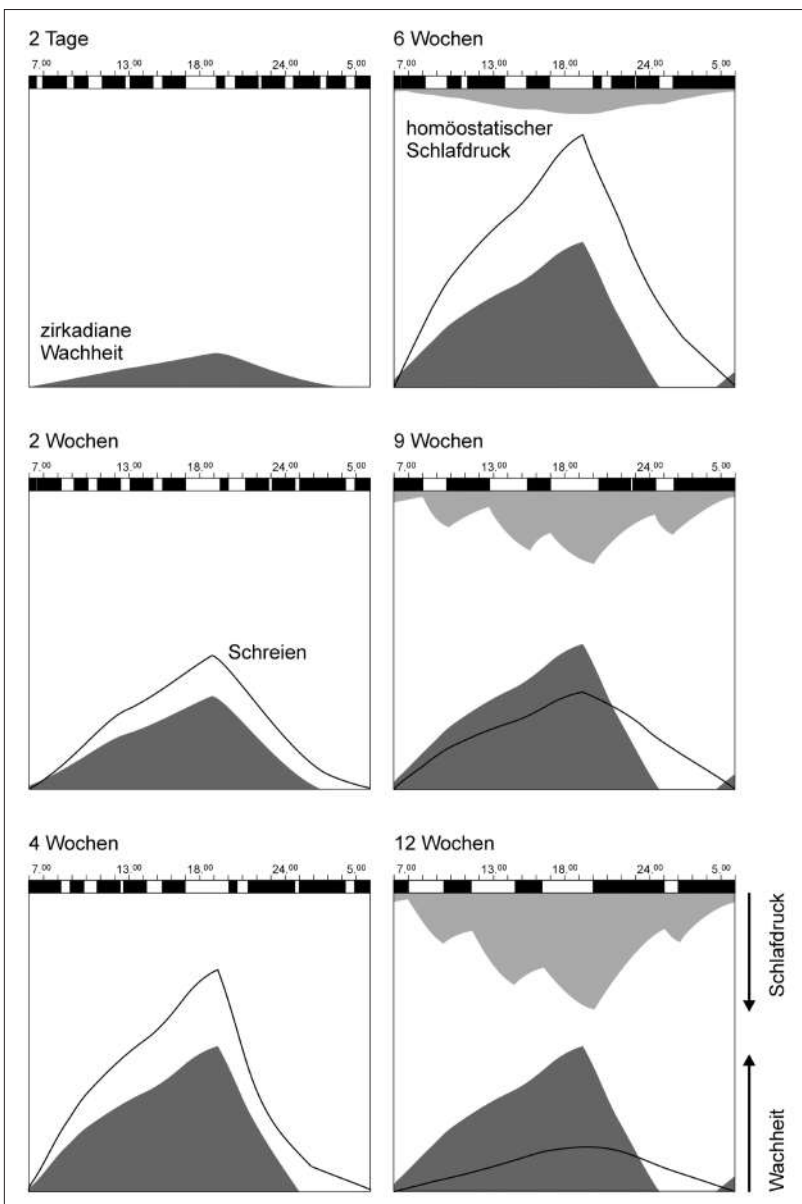 2 Tage
7.00 13.00 18.00 24.00 5.00
zirkadiane
Wachheit
2 Wochen
7.00 13.00 18.00 24.00 5.00
Schreien
4 Wochen
7.00 13.00 18.00 24.00 5.00
6 Wochen
7.00 13.00 18.00 24.00 5.00
homöostatischer
Schlafdruck
9 Wochen
7.00 13.00 18.00 24.00 5.00
12 Wochen
7.00 13.00 18.00 24.00 5.00
Schlafdruck
Wachheit